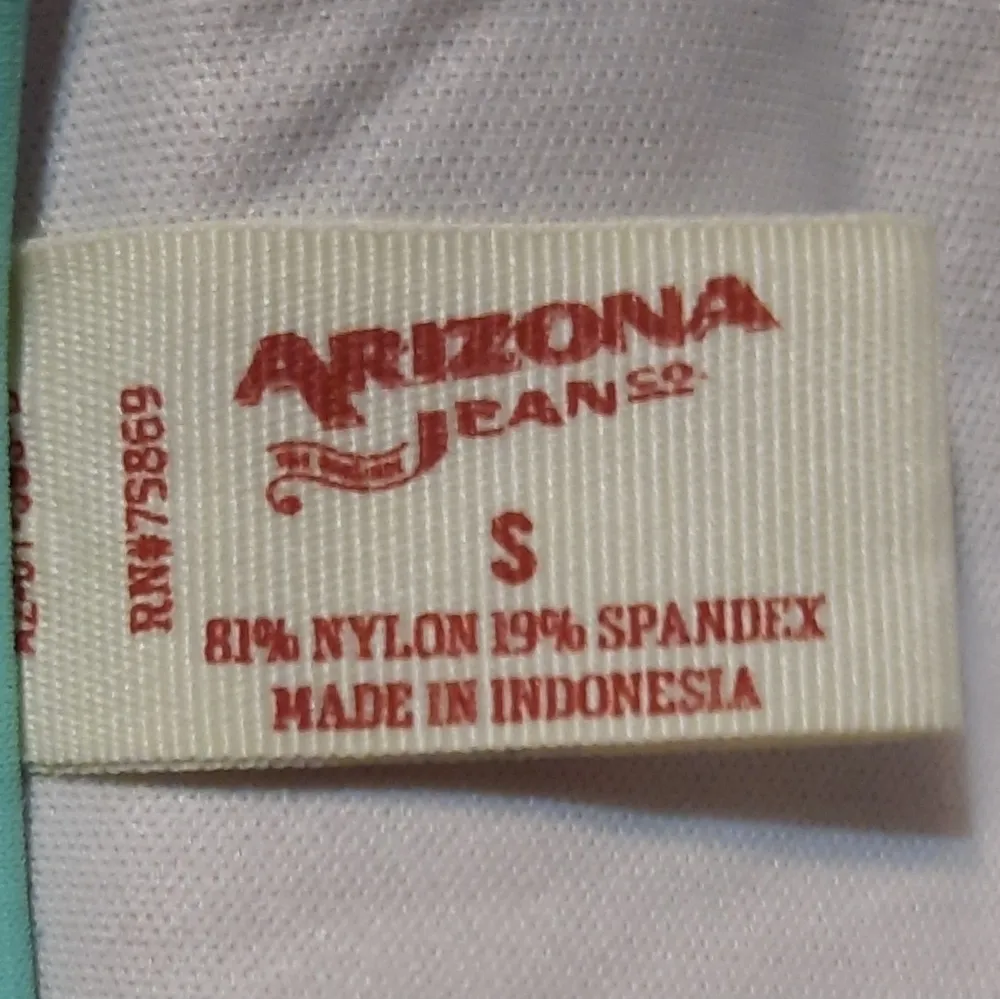 ARIZONA
JEAN CO.
S
81% NYLON 19% SPANDEX
MADE IN INDONESIA
RN#75869